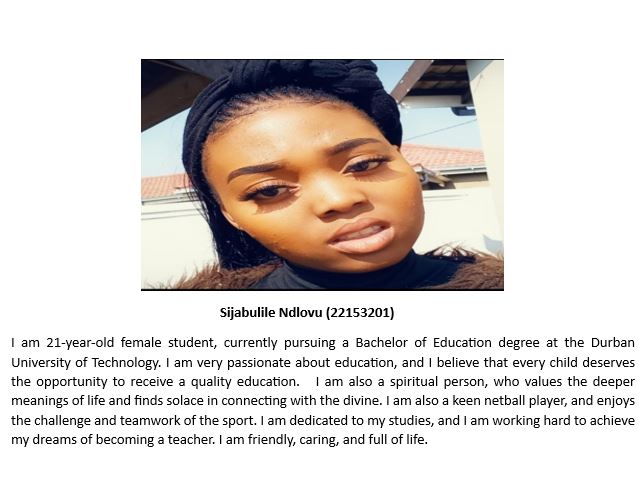 Sijabulile Ndlovu (22153201)
I am 21-year-old female student, currently pursuing a Bachelor of Education degree at the Durban
University of Technology. I am very passionate about education, and I believe that every child deserves
the opportunity to receive a quality education.   I am also a spiritual person, who values the deeper
meanings of life and finds solace in connecting with the divine. I am also a keen netball player, and enjoys
the challenge and teamwork of the sport. I am dedicated to my studies, and I am working hard to achieve
my dreams of becoming a teacher. I am friendly, caring, and full of life.